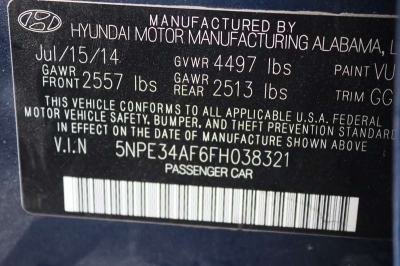 MANUFACTURED BY
HYUNDAI MOTOR MANUFACTURING ALABAMA,
Jul/15/14 GVWR 4497 lbs PAINT VU
GAWR FRONT 2557 lbs GAWR REAR 2513 lbs TRIM GG
THIS VEHICLE CONFORMS TO ALL APPLICABLE U.S.A. FEDERAL
MOTOR VEHICLE SAFETY, BUMPER, AND THEFT PREVENTION STANDARD
IN EFFECT ON THE DATE OF MANUFACTURE SHOWN ABOVE.
V.I.N 5NPE34AF6FH038321
PASSENGER CAR